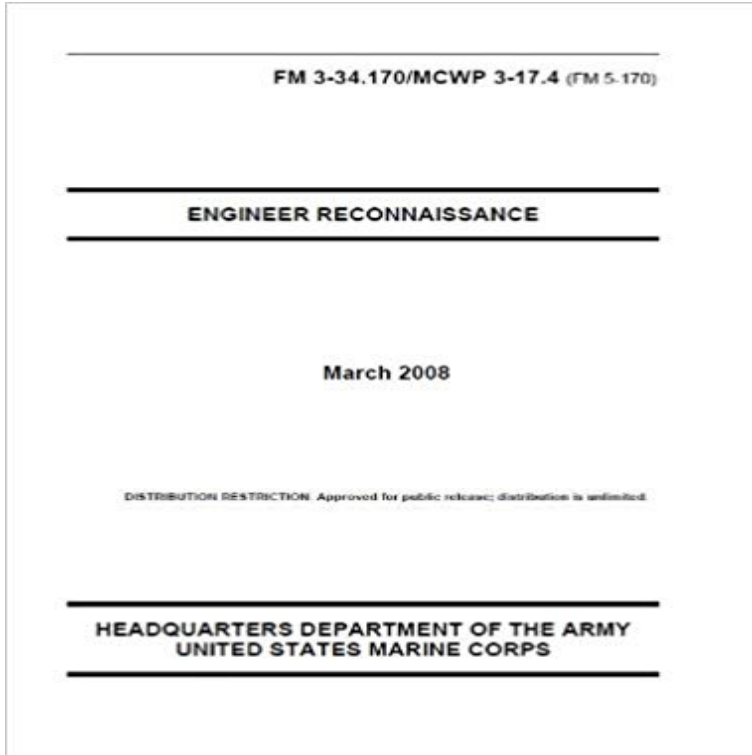 FM 3-34.170/MCWP 3-17.4 (FM 5-170)
ENGINEER RECONNAISSANCE
March 2008
DISTRIBUTION RESTRICTION. Approved for public release; distribution is unlimited.
HEADQUARTERS DEPARTMENT OF THE ARMY
UNITED STATES MARINE CORPS